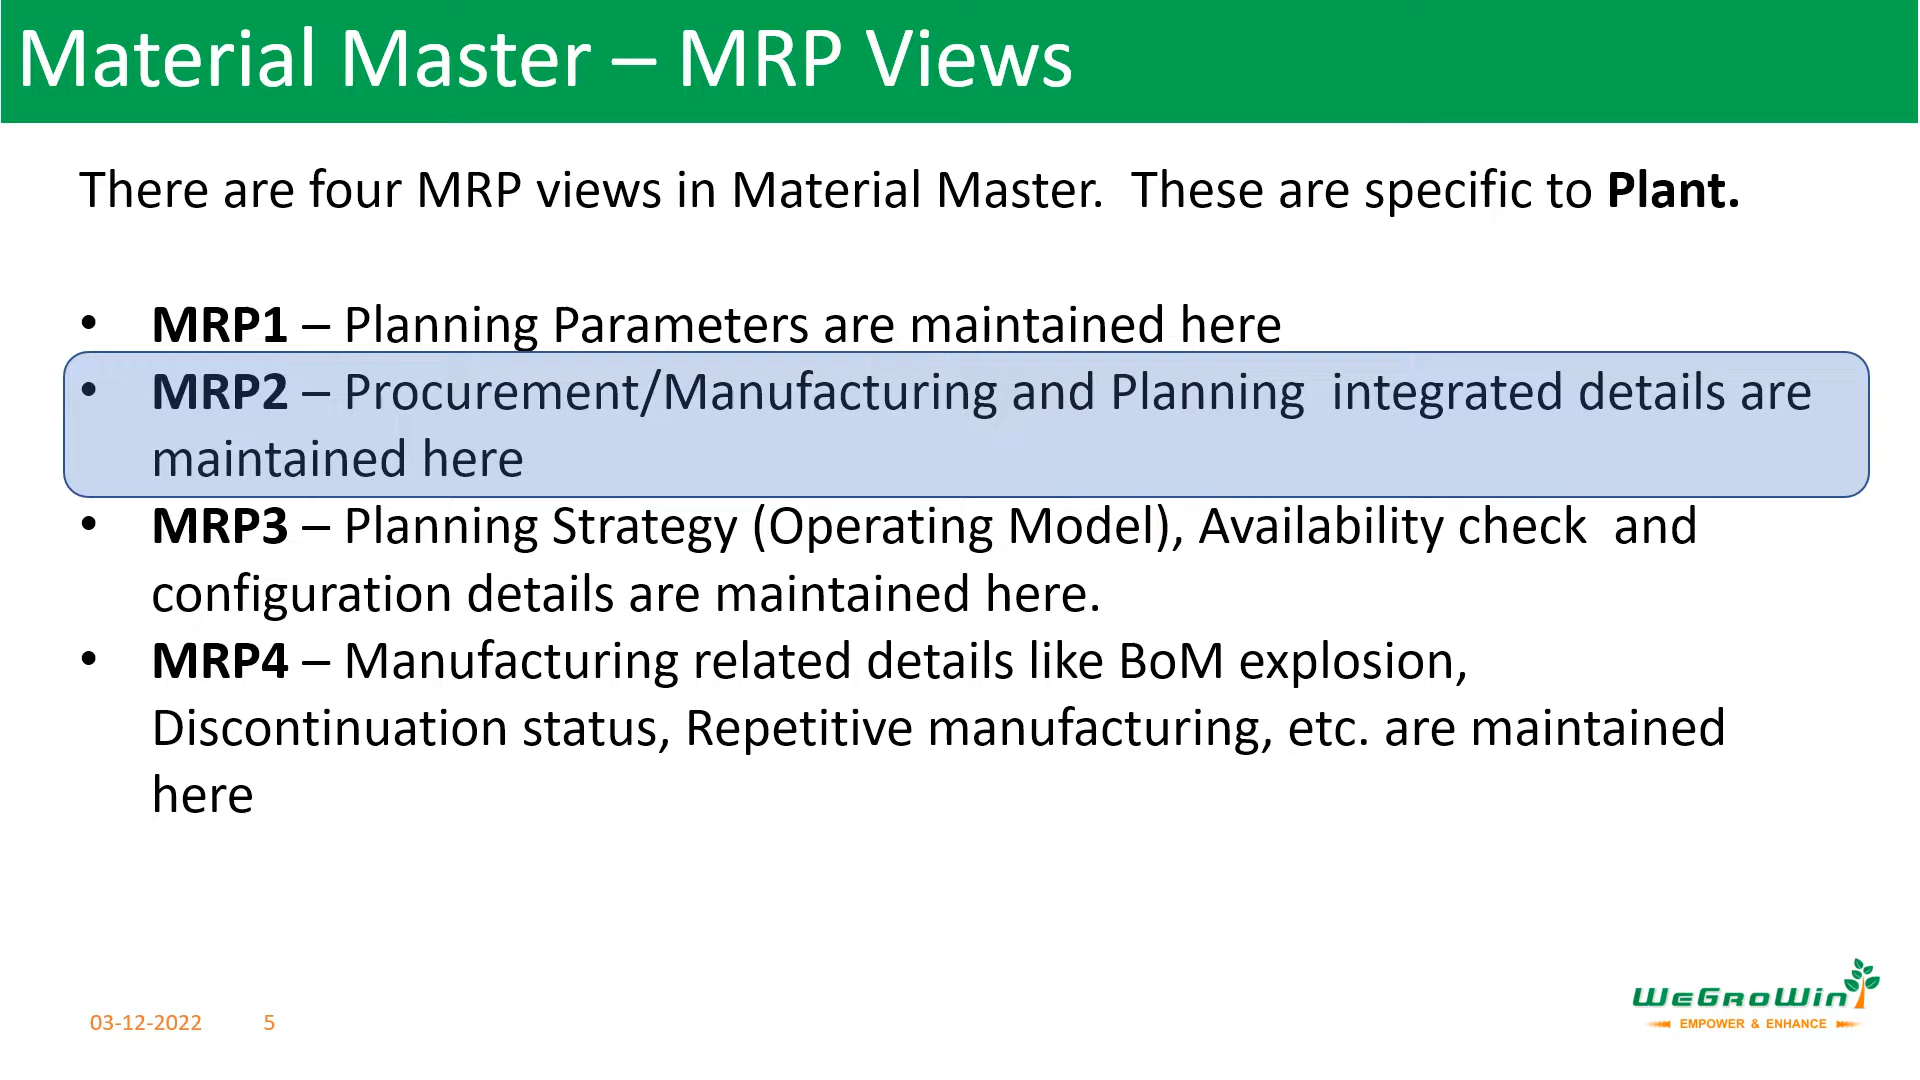 Material Master – MRP Views
There are four MRP views in Material Master.  These are specific to Plant.
• MRP1 – Planning Parameters are maintained here
• MRP2 – Procurement/Manufacturing and Planning  integrated details are
maintained here
• MRP3 – Planning Strategy (Operating Model), Availability check  and
configuration details are maintained here.
• MRP4 – Manufacturing related details like BoM explosion,
Discontinuation status, Repetitive manufacturing, etc. are maintained
here
WeGroWin
EMPOWER & ENHANCE
03-12-2022 5